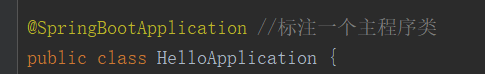 @SpringBootApplication //标注一个主程序类
public class HelloApplication {